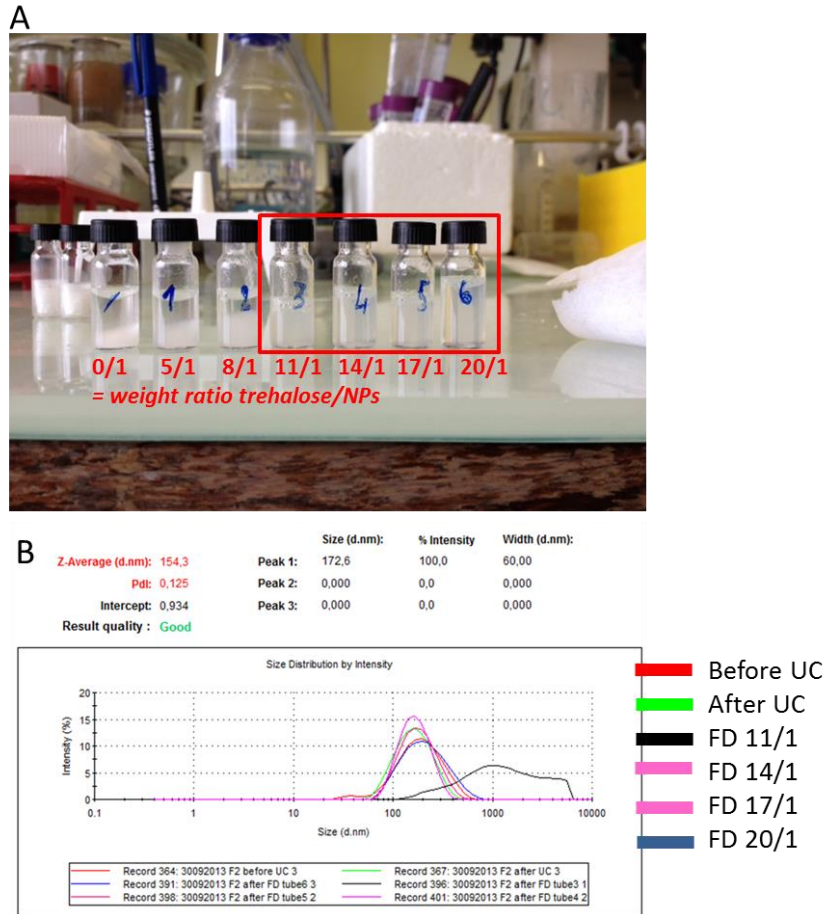 A
/ 1 2 3 4 5 6
0/1 5/1 8/1 11/1 14/1 17/1 20/1
= weight ratio trehalose/NPs
B
Size (d.nm): % Intensity Width (d.nm):
Z-Average (d.nm): 154,3 Peak 1: 172,6 100,0 60,00
PdI: 0,125 Peak 2: 0,000 0,0 0,000
Intercept: 0,934 Peak 3: 0,000 0,0 0,000
Result quality : Good
Size Distribution by Intensity
Intensity (%)
20
15
10
5
0
0.1 1 10 100 1000 10000
Size (d.nm)
Record 364: 30092013 F2 before UC 3 Record 367: 30092013 F2 after UC 3
Record 391: 30092013 F2 after FD tube6 3 Record 396: 30092013 F2 after FD tube3 1
Record 398: 30092013 F2 after FD tube5 2 Record 401: 30092013 F2 after FD tube4 2
Before UC
After UC
FD 11/1
FD 14/1
FD 17/1
FD 20/1